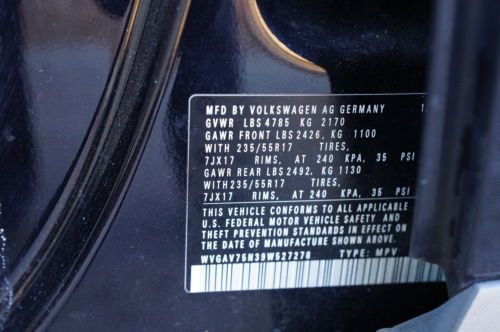 MFD BY VOLKSWAGEN AG GERMANY 1
GVWR LBS 4785 KG 2170
GAWR FRONT LBS 2426, KG 1100
WITH 235/55R17 TIRES,
7JX17 RIMS, AT 240 KPA, 35 PSI
GAWR REAR LBS 2492, KG 1130
WITH 235/55R17 TIRES,
7JX17 RIMS, AT 240 KPA, 35 PSI
THIS VEHICLE CONFORMS TO ALL APPLICABLE
U.S. FEDERAL MOTOR VEHICLE SAFETY AND
THEFT PREVENTION STANDARDS IN EFFECT ON
THE DATE OF MANUFACTURE SHOWN ABOVE.
WVGAV75N39W527278 TYPE: MPV